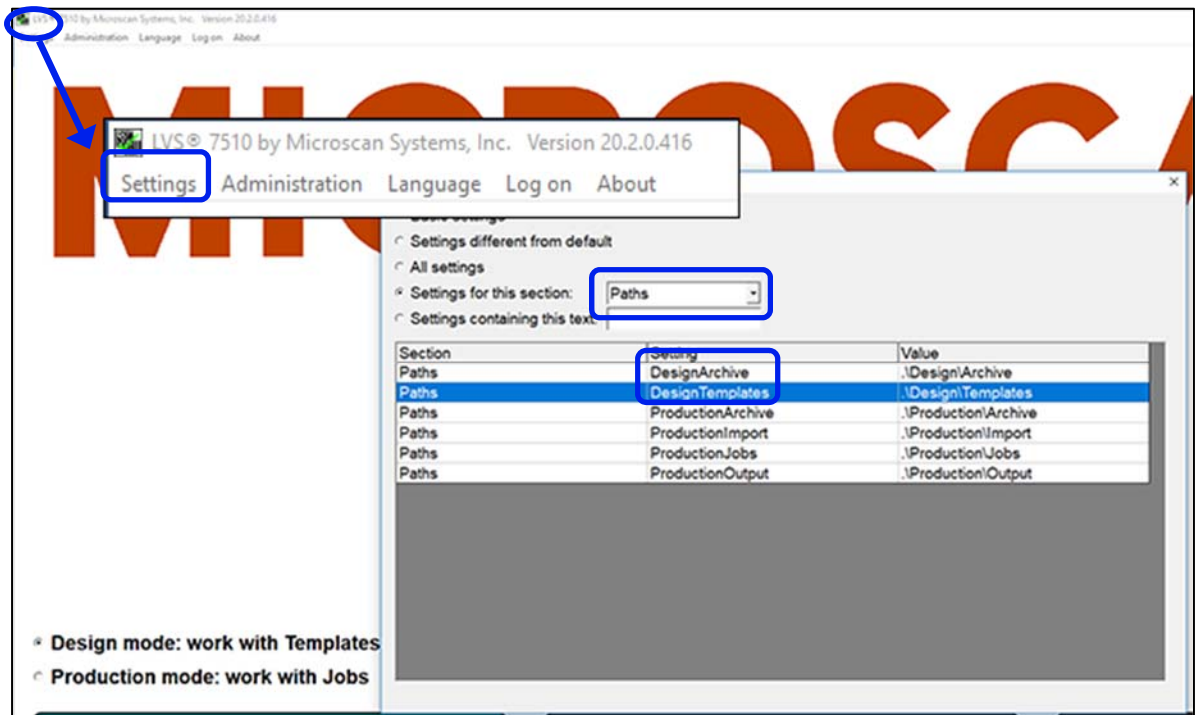 LVS® 7510 by Microscan Systems, Inc. Version 20.2.0.416
Administration Language Log on About
MICROSCA
LVS® 7510 by Microscan Systems, Inc. Version 20.2.0.416
Settings Administration Language Log on About
Settings different from default
All settings
Settings for this section: Paths
Settings containing this text:
Section Setting Value
Paths DesignArchive .\Design\Archive
Paths DesignTemplates .\Design\Templates
Paths ProductionArchive .\Production\Archive
Paths ProductionImport .\Production\Import
Paths ProductionJobs .\Production\Jobs
Paths ProductionOutput .\Production\Output
Design mode: work with Templates
Production mode: work with Jobs